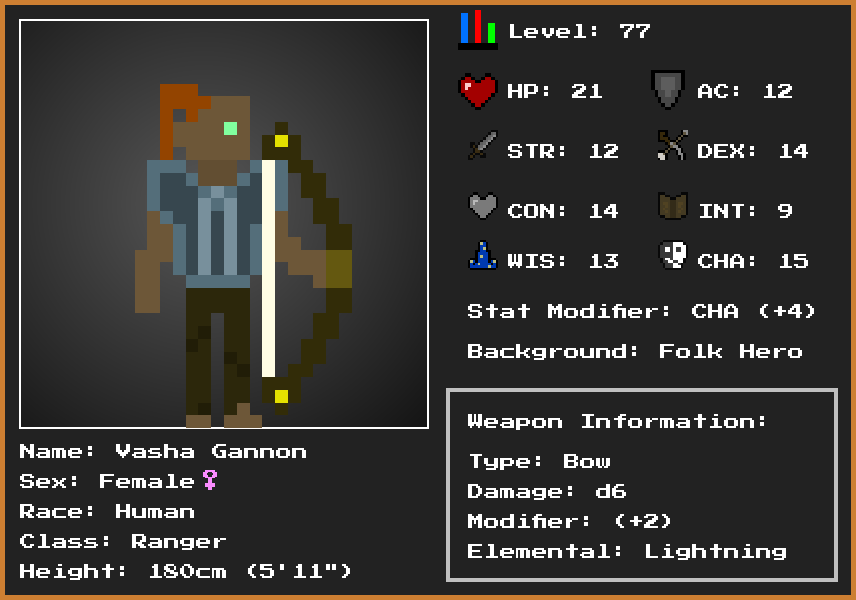 Level: 77
HP: 21
AC: 12
STR: 12
DEX: 14
CON: 14
INT: 9
WIS: 13
CHA: 15
Stat Modifier: CHA (+4)
Background: Folk Hero
Weapon Information:
Type: Bow
Damage: d6
Modifier: (+2)
Elemental: Lightning
Name: Vasha Gannon
Sex: Female♀
Race: Human
Class: Ranger
Height: 180cm (5'11")